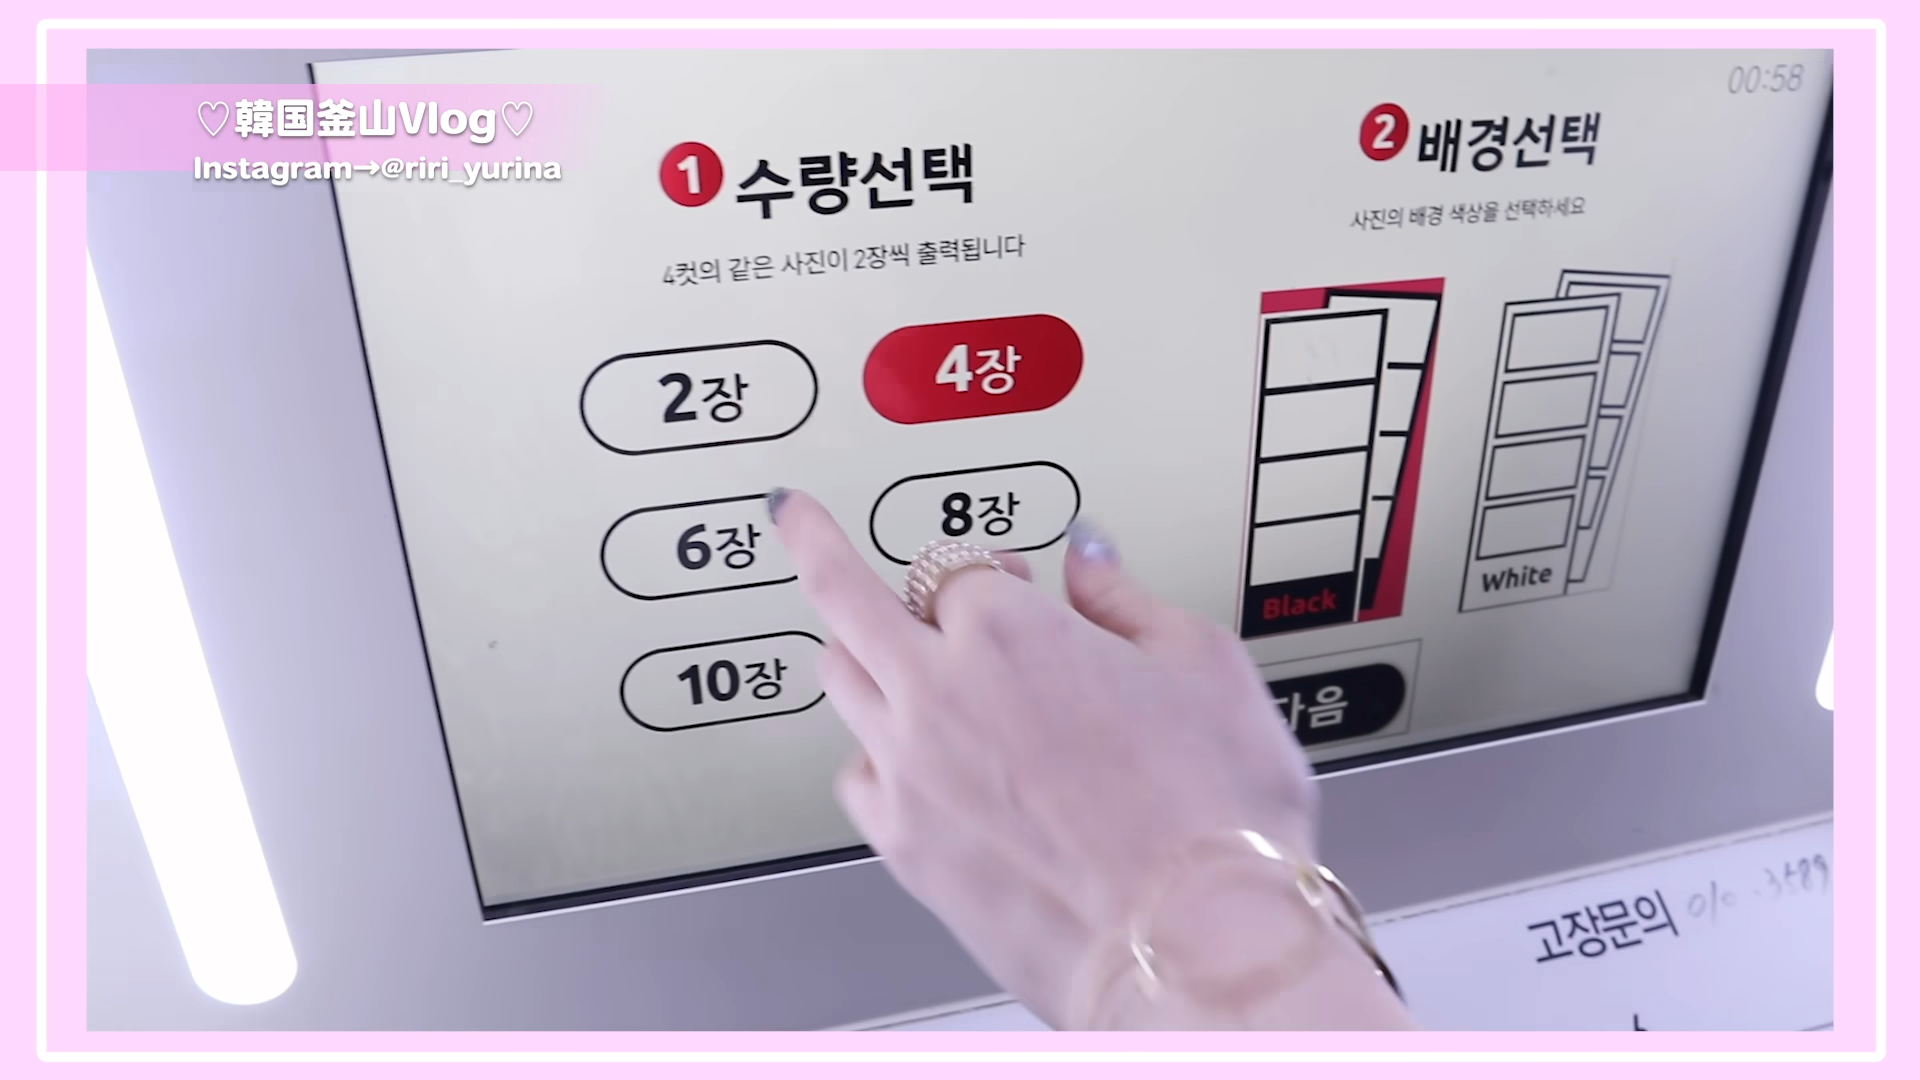 ♡韓国釜山Vlog♡
Instagram→@riri_yurina
00:58
1 수량선택
4컷의 같은 사진이 2장씩 출력됩니다
2장
4장
6장
8장
10장
2 배경선택
사진의 배경 색상을 선택하세요
Black
White
다음
고장문의